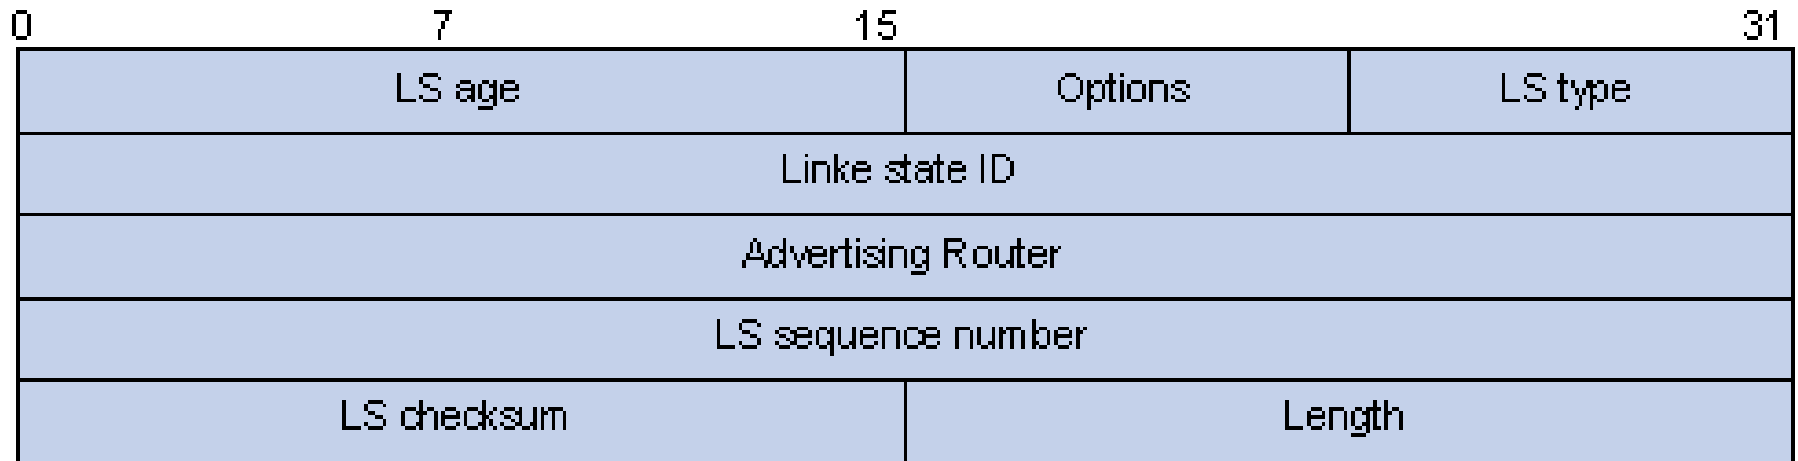 0 7 15 31
LS age Options LS type
Linke state ID
Advertising Router
LS sequence number
LS checksum Length